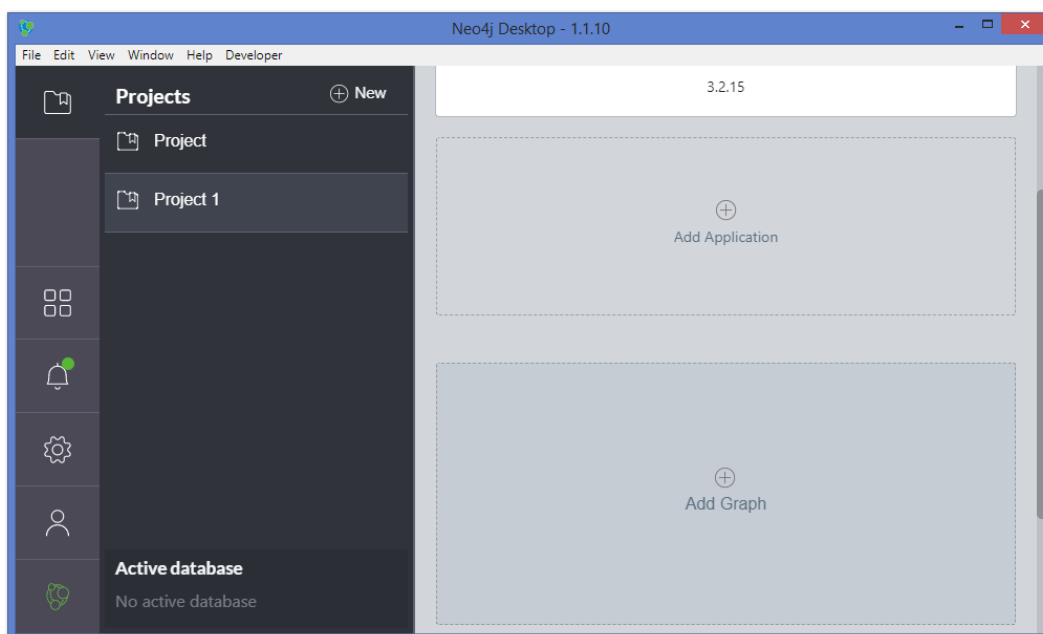 Neo4j Desktop - 1.1.10
File Edit View Window Help Developer
Projects
New
Project
Project 1
Active database
No active database
3.2.15
Add Application
Add Graph